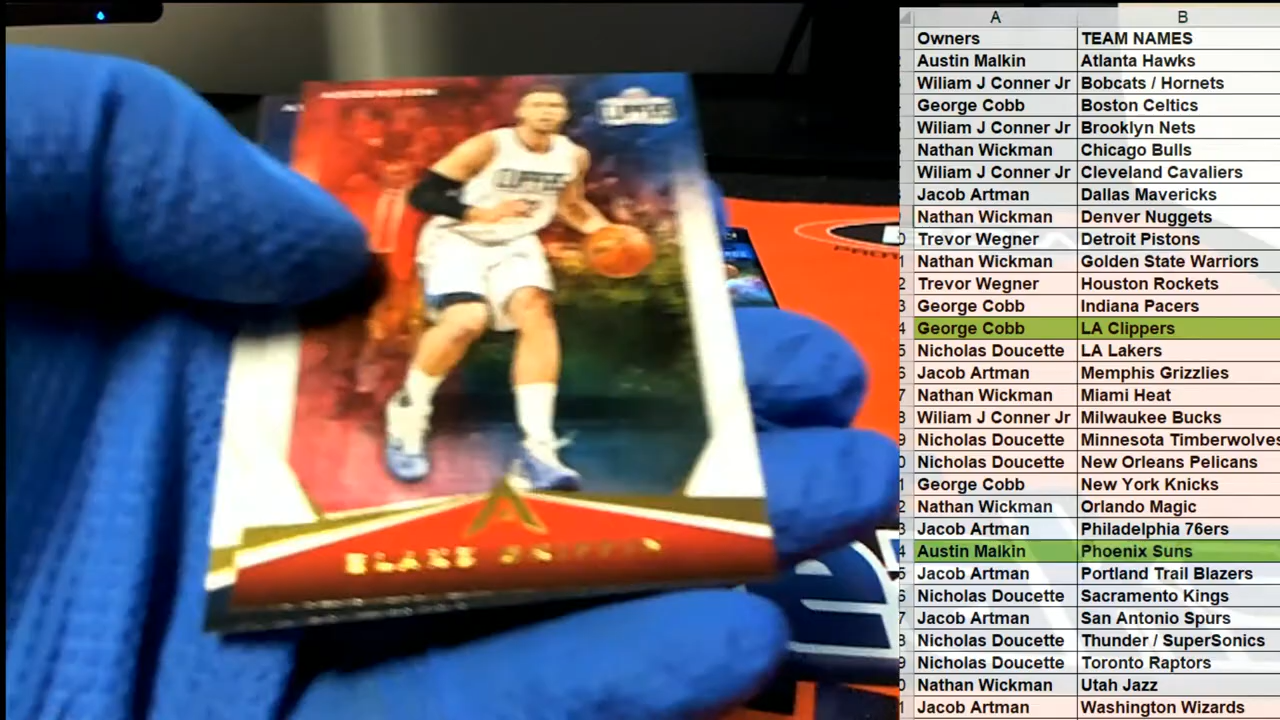 CLIPPERS
BLAKE GRIFFIN
A B
Owners TEAM NAMES
Austin Malkin Atlanta Hawks
Wiliam J Conner Jr Bobcats / Hornets
George Cobb Boston Celtics
Wiliam J Conner Jr Brooklyn Nets
Nathan Wickman Chicago Bulls
Wiliam J Conner Jr Cleveland Cavaliers
Jacob Artman Dallas Mavericks
Nathan Wickman Denver Nuggets
Trevor Wegner Detroit Pistons
Nathan Wickman Golden State Warriors
Trevor Wegner Houston Rockets
George Cobb Indiana Pacers
George Cobb LA Clippers
Nicholas Doucette LA Lakers
Jacob Artman Memphis Grizzlies
Nathan Wickman Miami Heat
Wiliam J Conner Jr Milwaukee Bucks
Nicholas Doucette Minnesota Timberwolves
Nicholas Doucette New Orleans Pelicans
George Cobb New York Knicks
Nathan Wickman Orlando Magic
Jacob Artman Philadelphia 76ers
Austin Malkin Phoenix Suns
Jacob Artman Portland Trail Blazers
Nicholas Doucette Sacramento Kings
Jacob Artman San Antonio Spurs
Nicholas Doucette Thunder / SuperSonics
Nicholas Doucette Toronto Raptors
Nathan Wickman Utah Jazz
Jacob Artman Washington Wizards